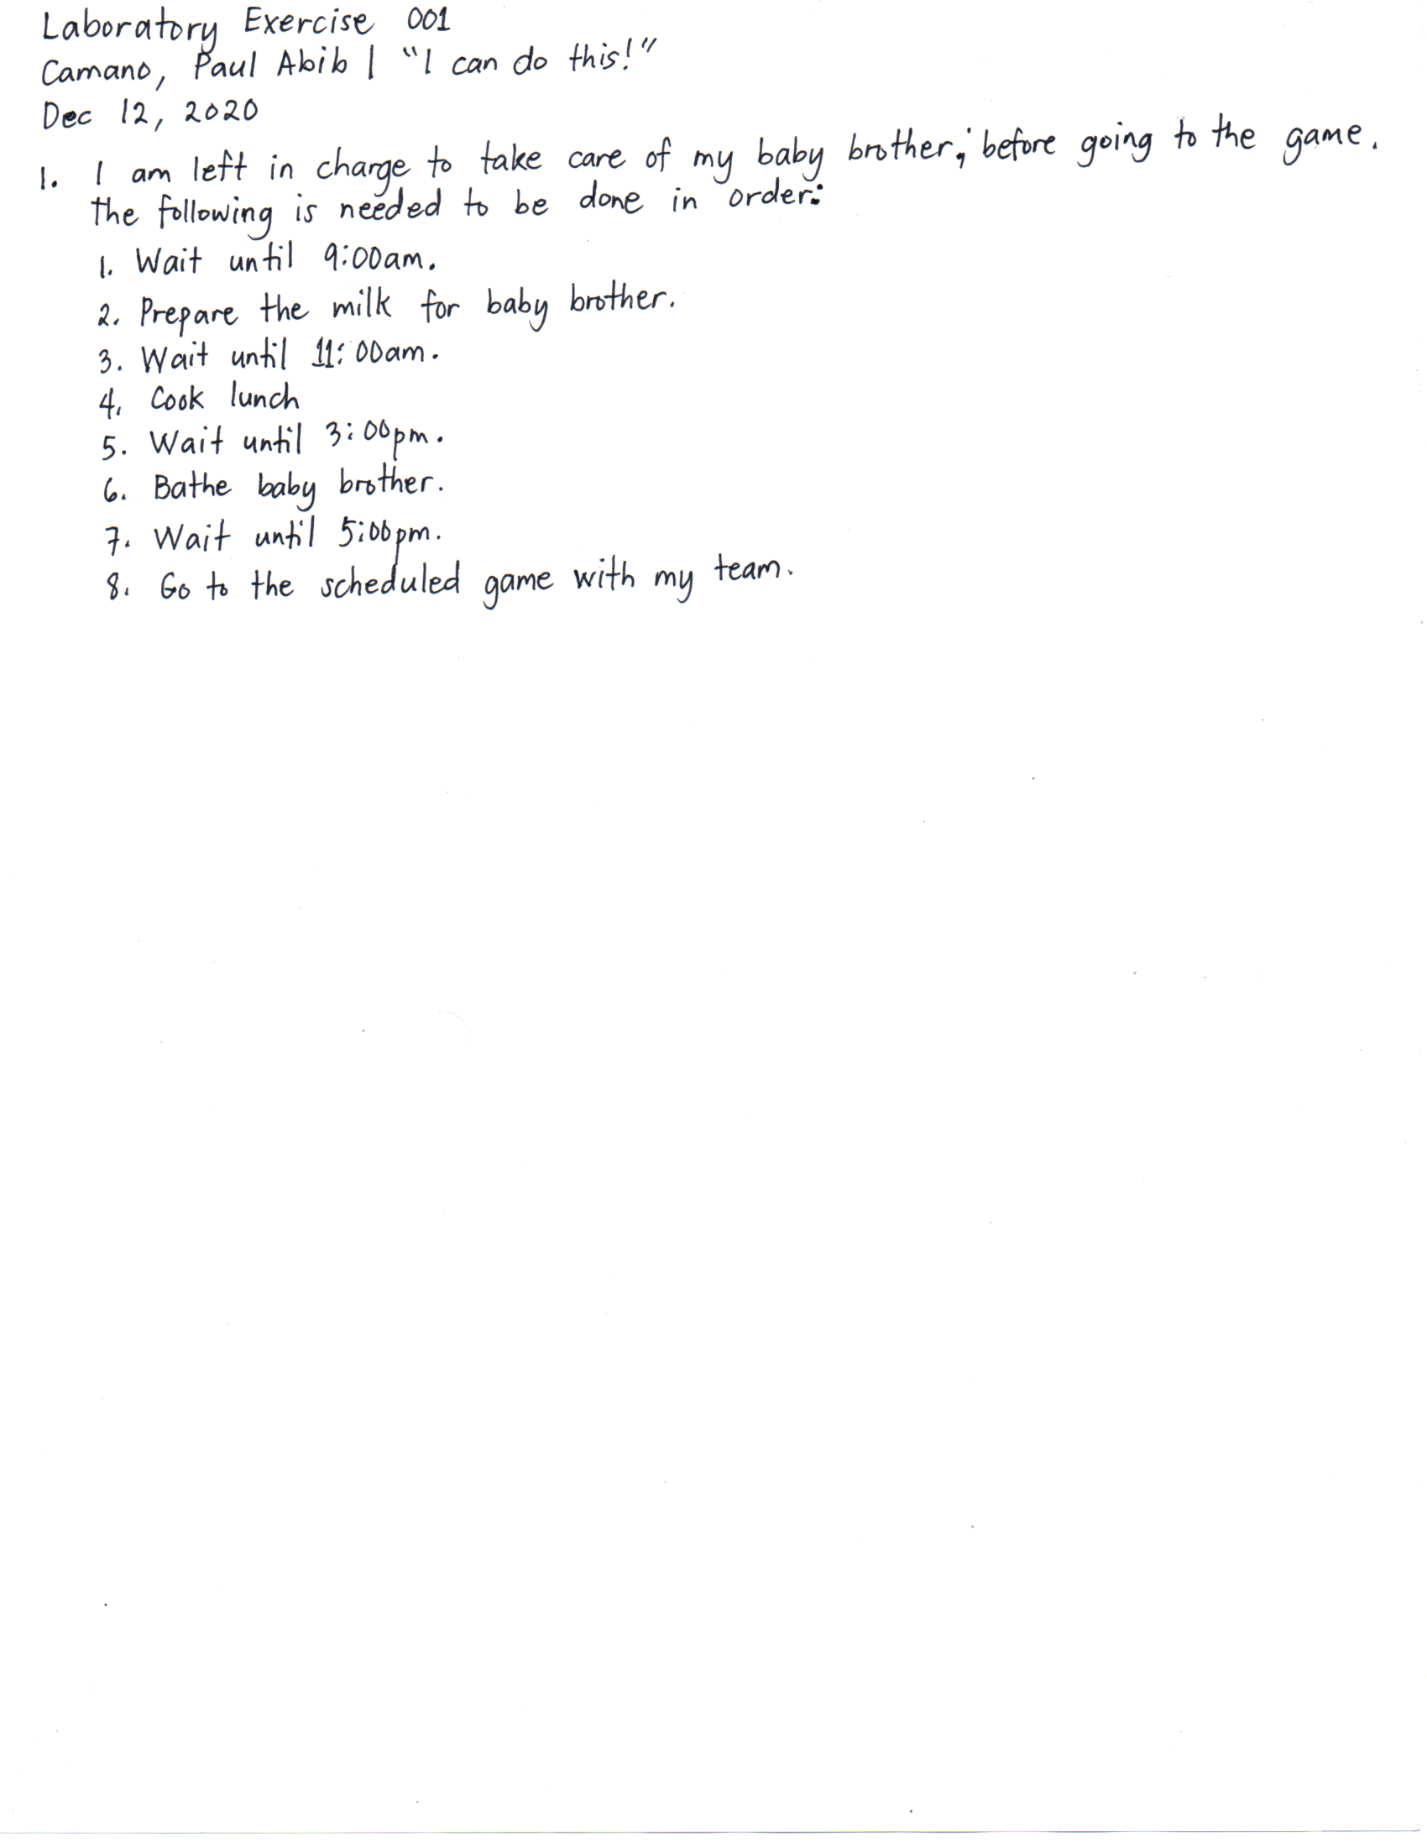 Laboratory Exercise 001
Camano, Paul Abib | "I can do this!"
Dec 12, 2020
1. I am left in charge to take care of my baby brother; before going to the game.
the following is needed to be done in order:
1. Wait until 9:00am.
2. Prepare the milk for baby brother.
3. Wait until 11:00am.
4. Cook lunch
5. Wait until 3:00pm.
6. Bathe baby brother.
7. Wait until 5:00pm.
8. Go to the scheduled game with my team.